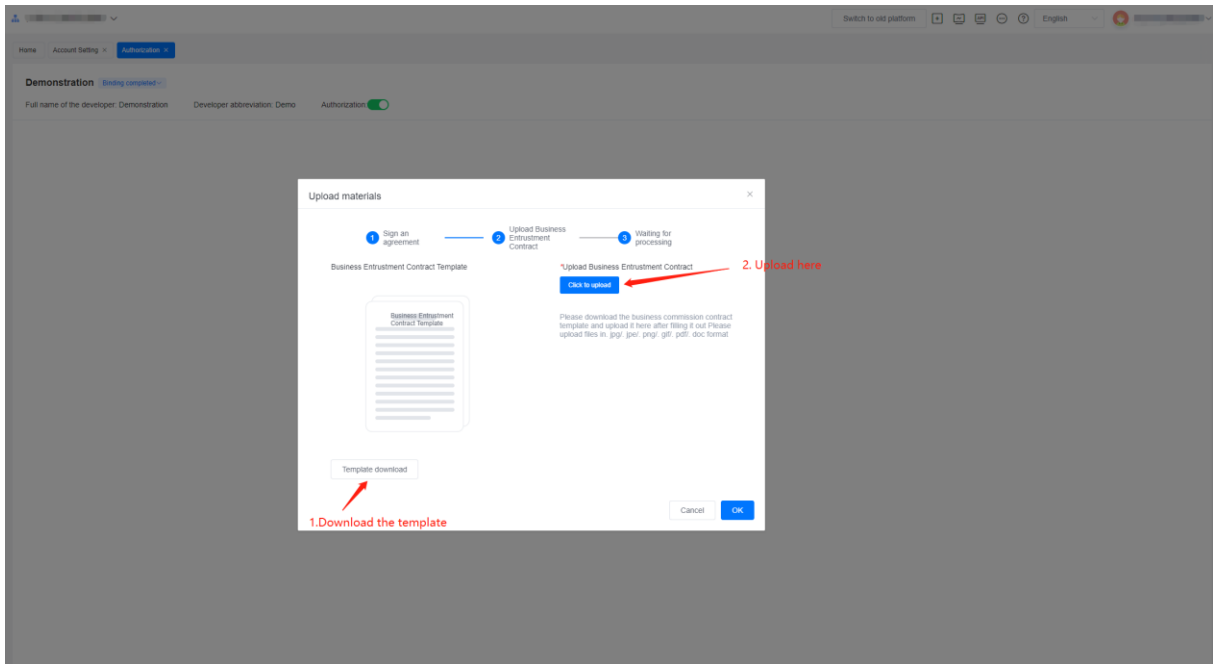 Switch to old platform
English
Home
Account Setting ×
Authorization ×
Demonstration
Binding completed
Full name of the developer: Demonstration
Developer abbreviation: Demo
Authorization
Upload materials
1
Sign an
agreement
2
Upload Business
Entrustment
Contract
3
Waiting for
processing
Business Entrustment Contract Template
*Upload Business Entrustment Contract
2. Upload here
Click to upload
Business Entrustment
Contract Template
Please download the business commission contract
template and upload it here after filling it out Please
upload files in. jpg/. jpe/. png/. gif/. pdf/. doc format
Template download
1.Download the template
Cancel
OK